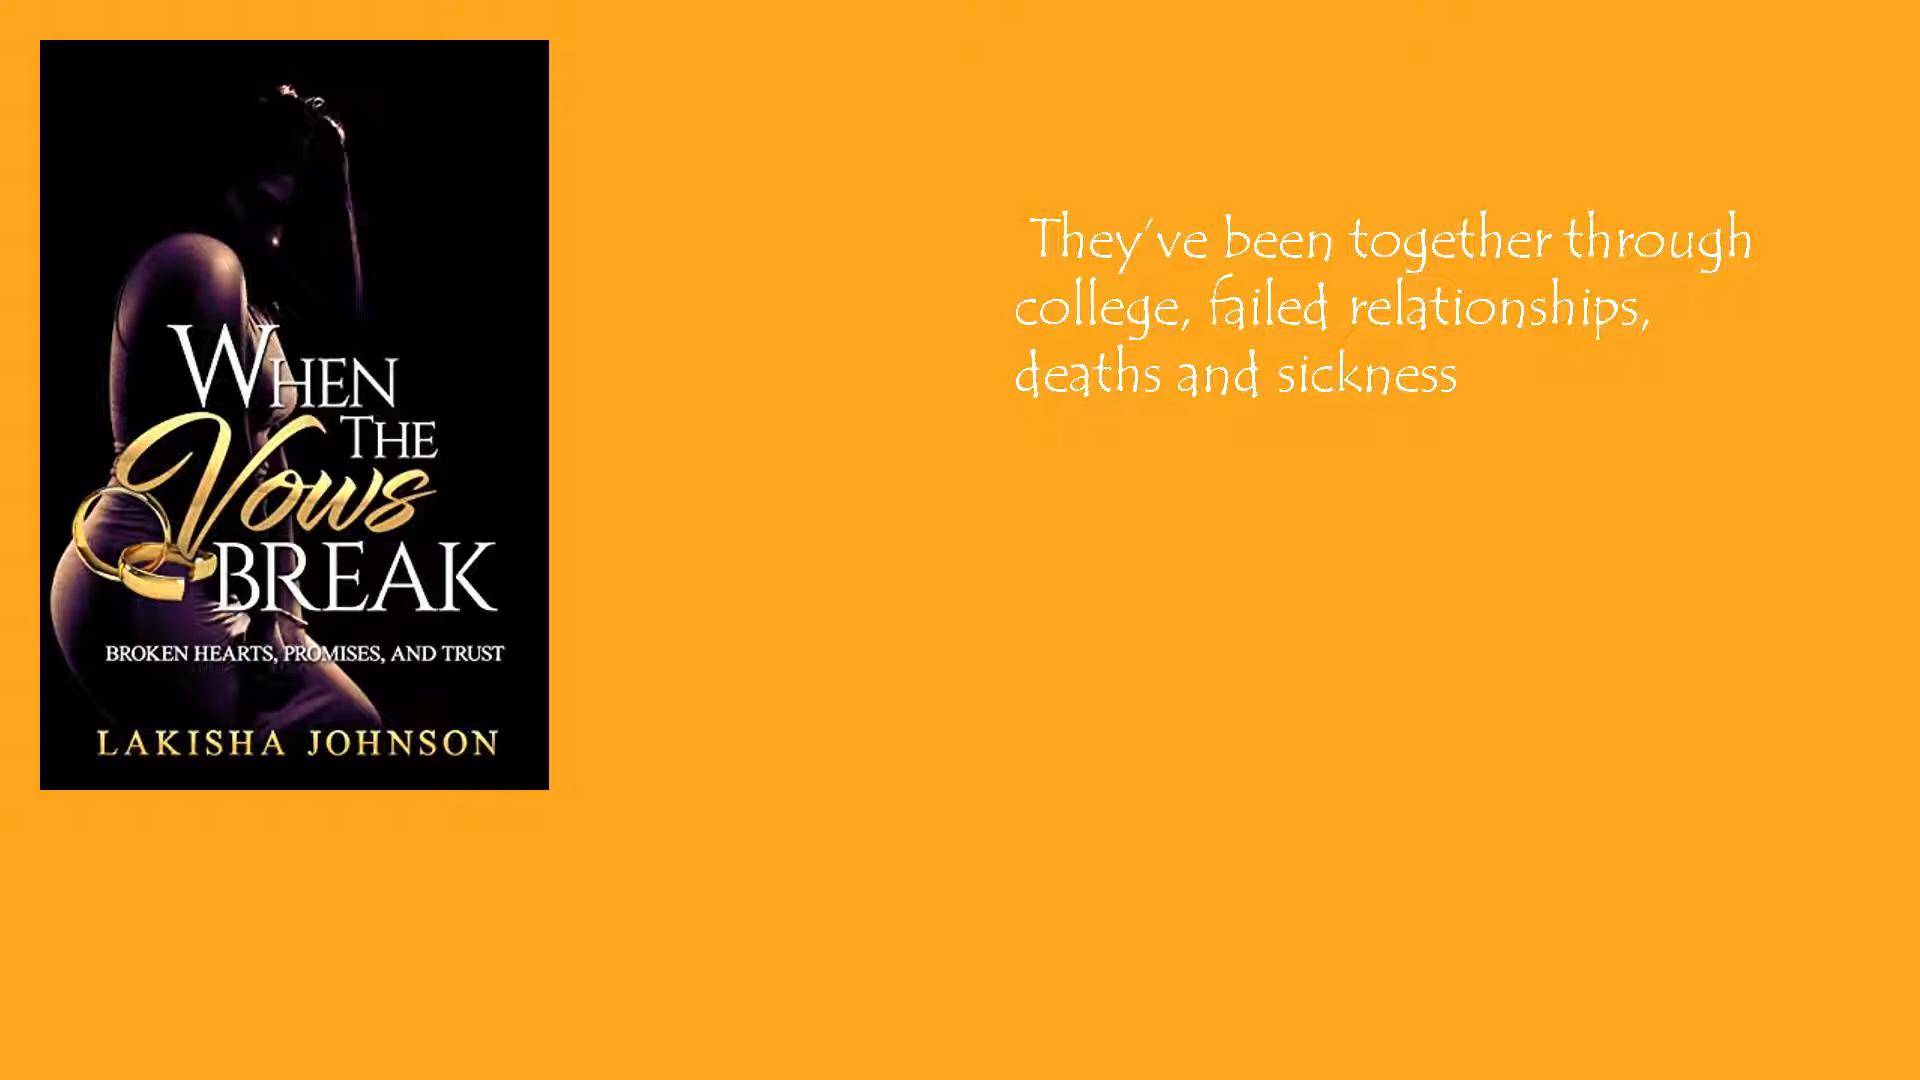 WHEN
THE
Vows
BREAK
BROKEN HEARTS, PROMISES, AND TRUST
LAKISHA JOHNSON
They've been together through
college, failed relationships,
deaths and sickness